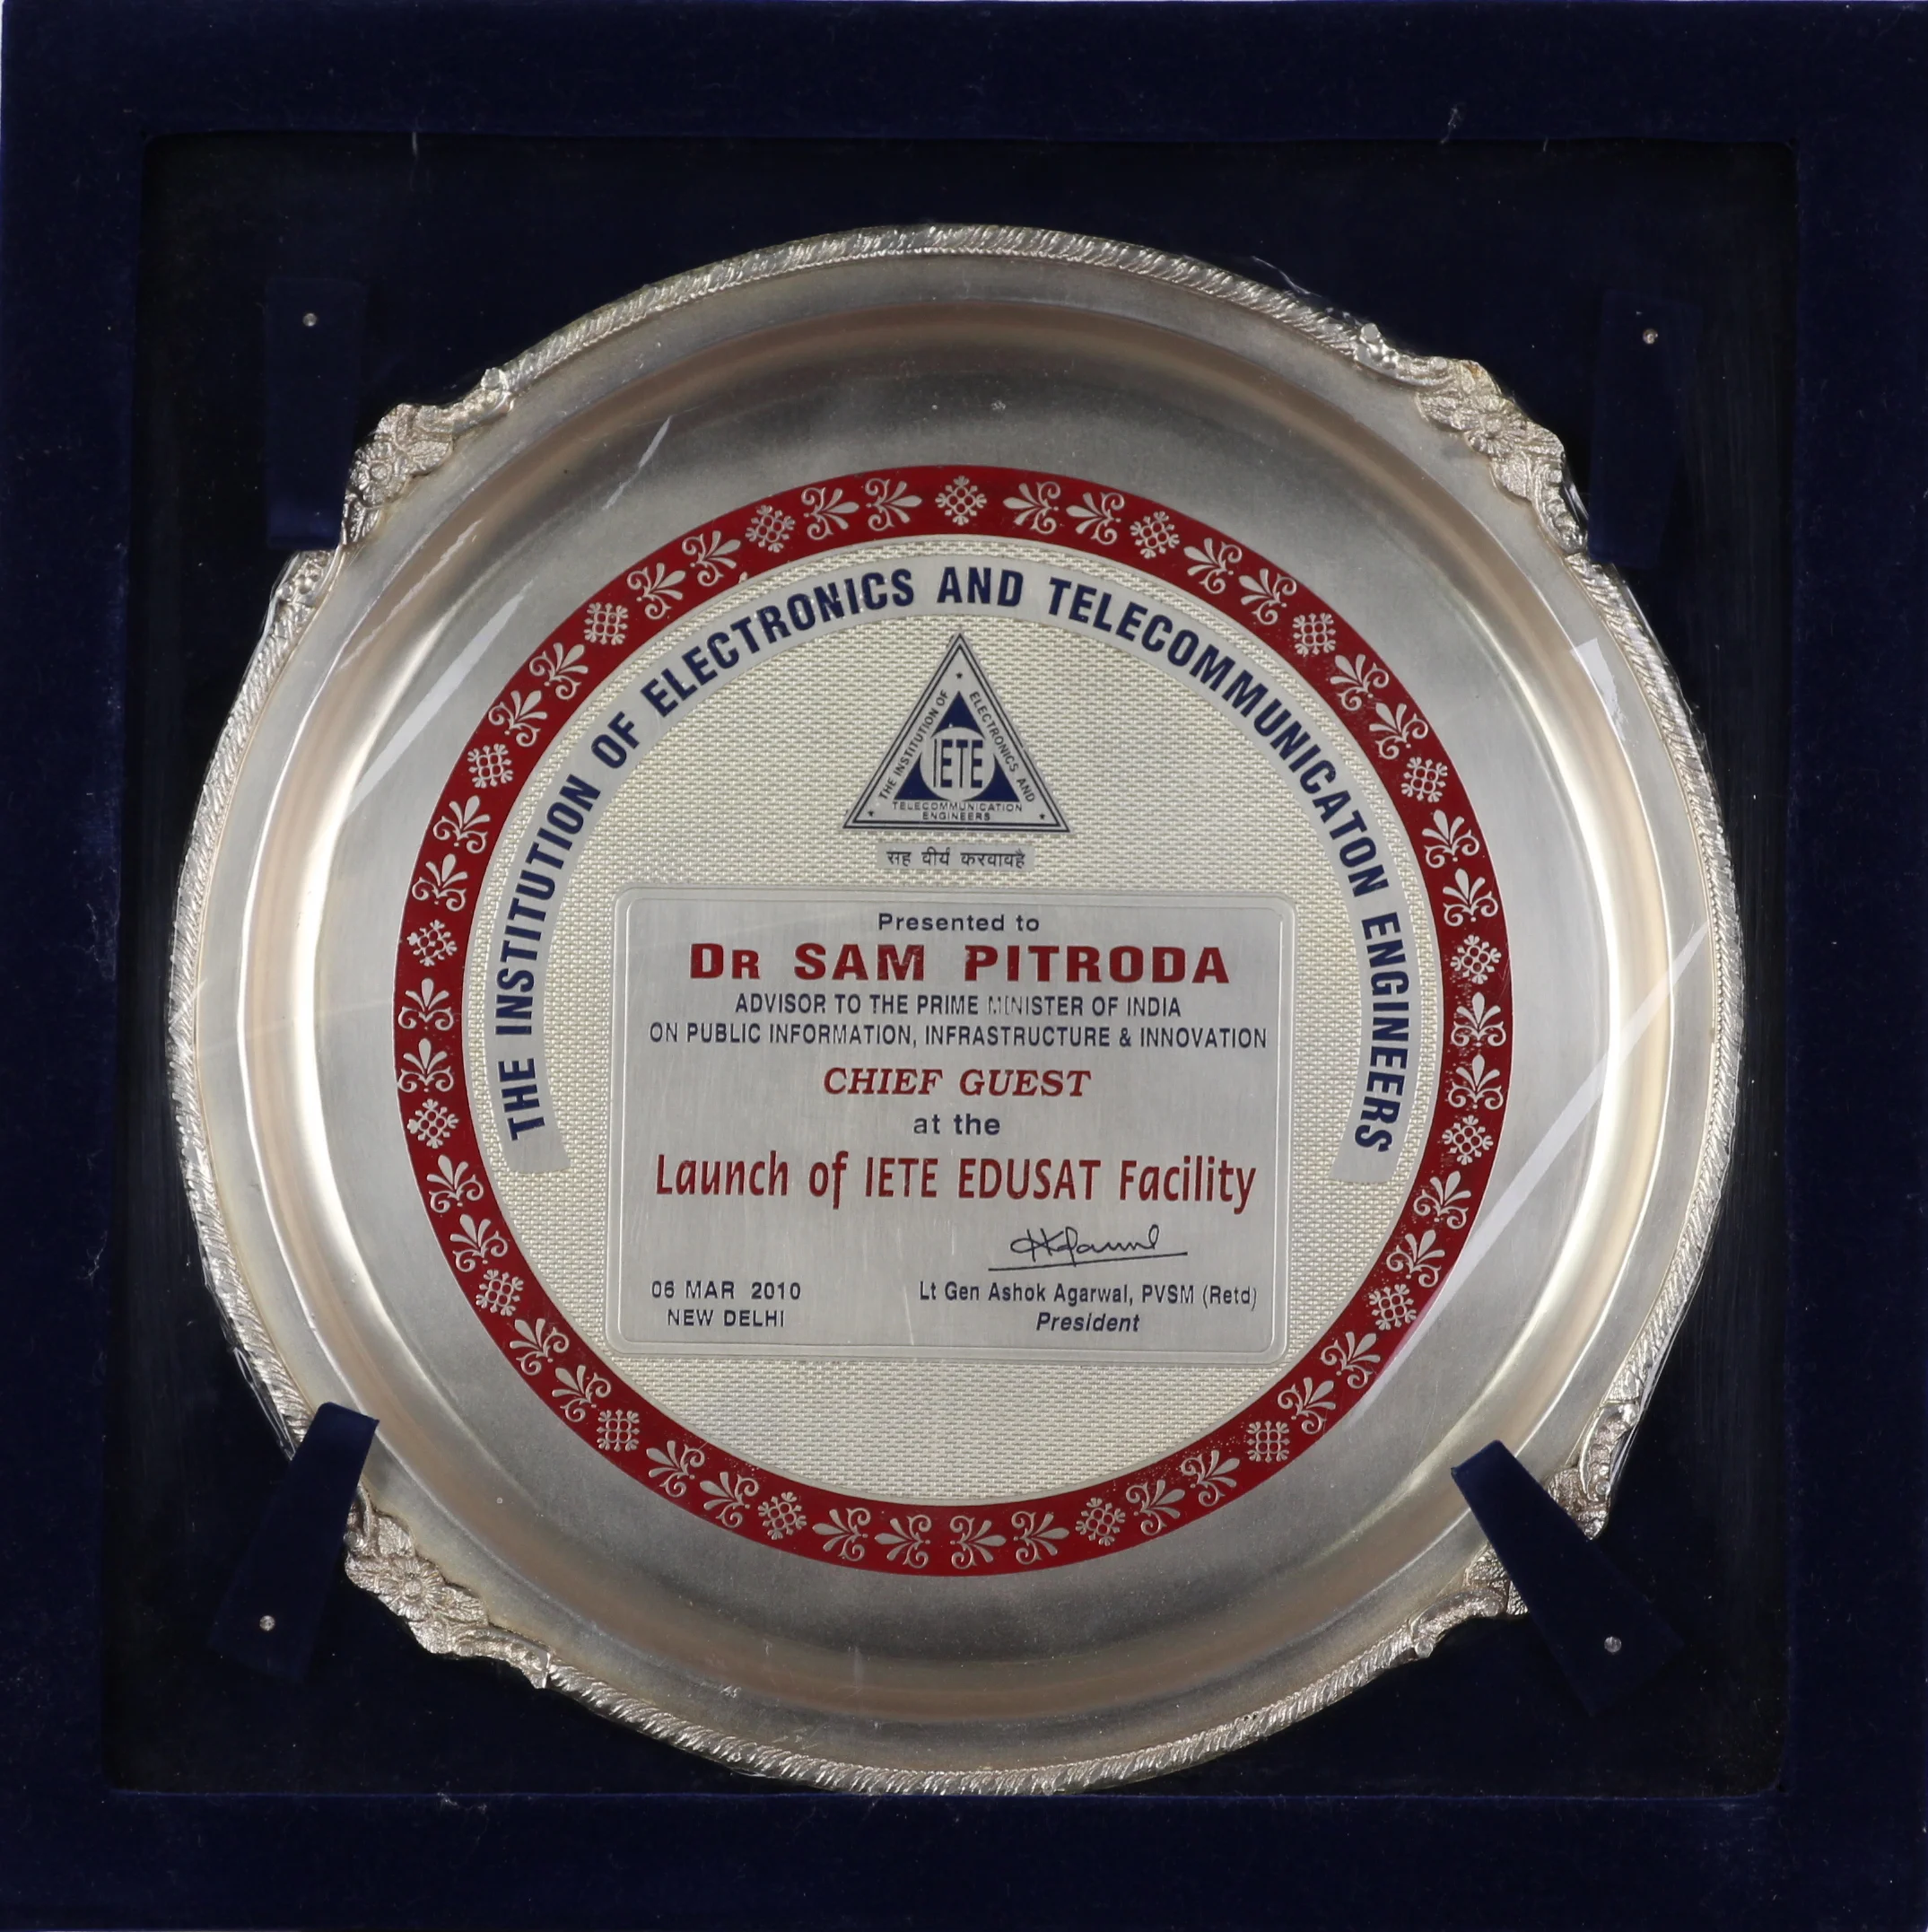 THE INSTITUTION OF ELECTRONICS AND TELECOMMUNICATON ENGINEERS
THE INSTITUTION OF ELECTRONICS AND
TELECOMMUNICATION
ENGINEERS
IETE
सह वीर्यं करवावहै
Presented to
DR SAM PITRODA
ADVISOR TO THE PRIME MINISTER OF INDIA
ON PUBLIC INFORMATION, INFRASTRUCTURE & INNOVATION
CHIEF GUEST
at the
Launch of IETE EDUSAT Facility
06 MAR 2010
NEW DELHI
Lt Gen Ashok Agarwal, PVSM (Retd)
President